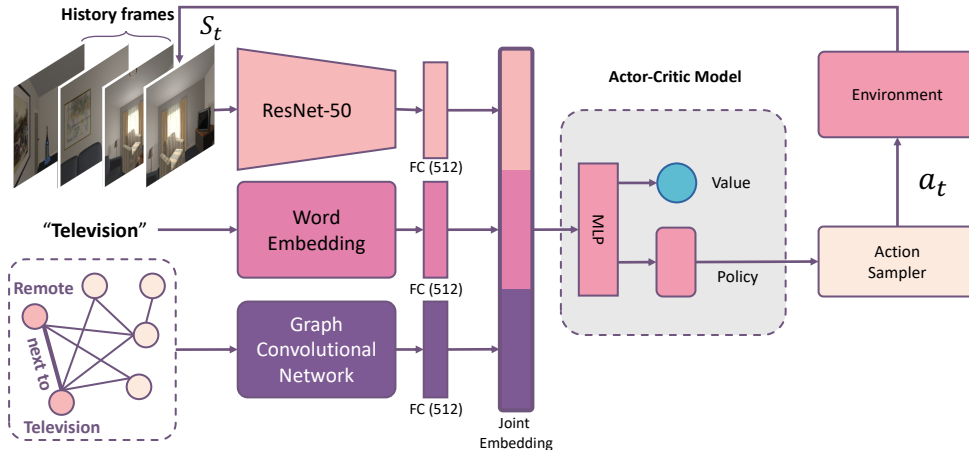 History frames
S_t
ResNet-50
FC (512)
"Television"
Word
Embedding
FC (512)
Remote
next to
Television
Graph
Convolutional
Network
FC (512)
Joint
Embedding
Actor-Critic Model
MLP
Value
Policy
Environment
a_t
Action
Sampler